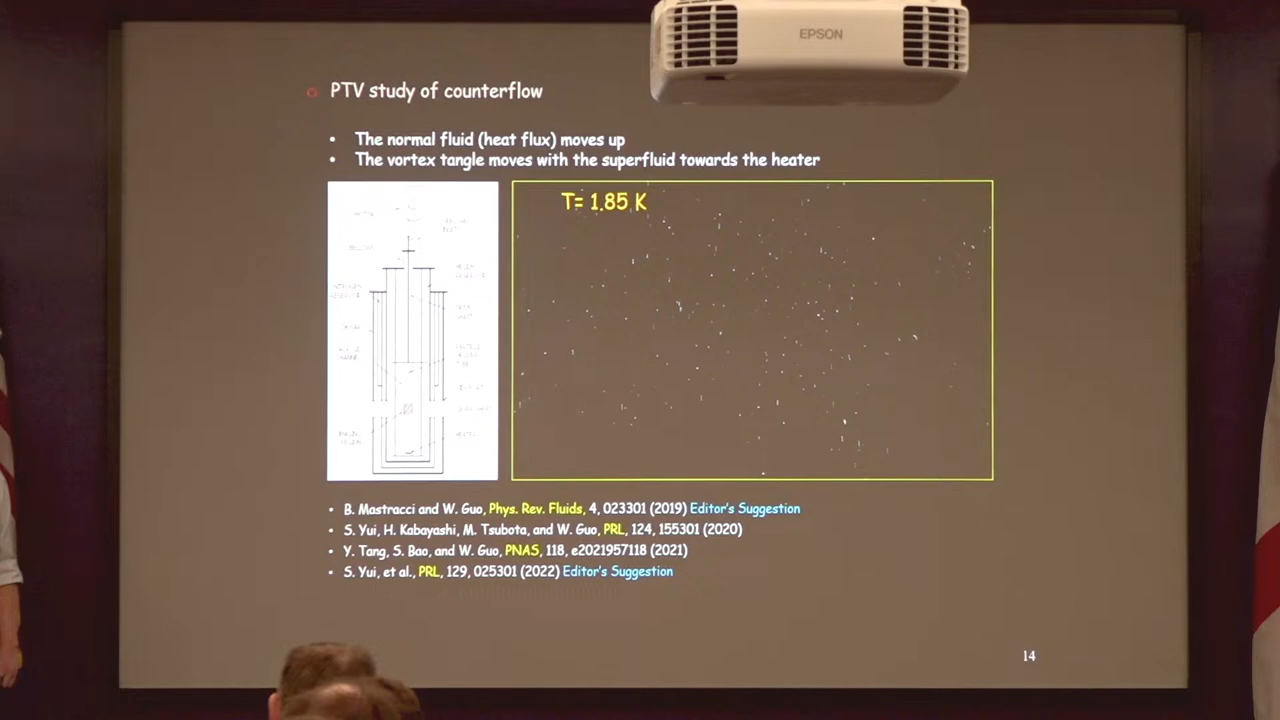 EPSON
PTV study of counterflow
• The normal fluid (heat flux) moves up
• The vortex tangle moves with the superfluid towards the heater
T= 1.85 K
• B. Mastracci and W. Guo, Phys. Rev. Fluids, 4, 023301 (2019) Editor's Suggestion
• S. Yui, H. Kabayashi, M. Tsubota, and W. Guo, PRL, 124, 155301 (2020)
• Y. Tang, S. Bao, and W. Guo, PNAS, 118, e2021957118 (2021)
• S. Yui, et al., PRL, 129, 025301 (2022) Editor's Suggestion
14